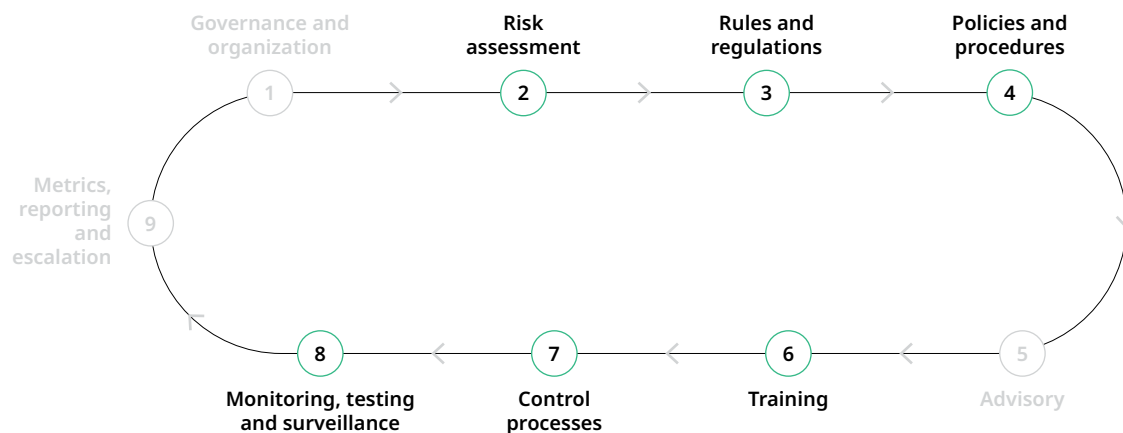 Governance and
organization
1
Risk
assessment
2
Rules and
regulations
3
Policies and
procedures
4
5
Advisory
6
Training
7
Control
processes
8
Monitoring, testing
and surveillance
9
Metrics,
reporting
and
escalation